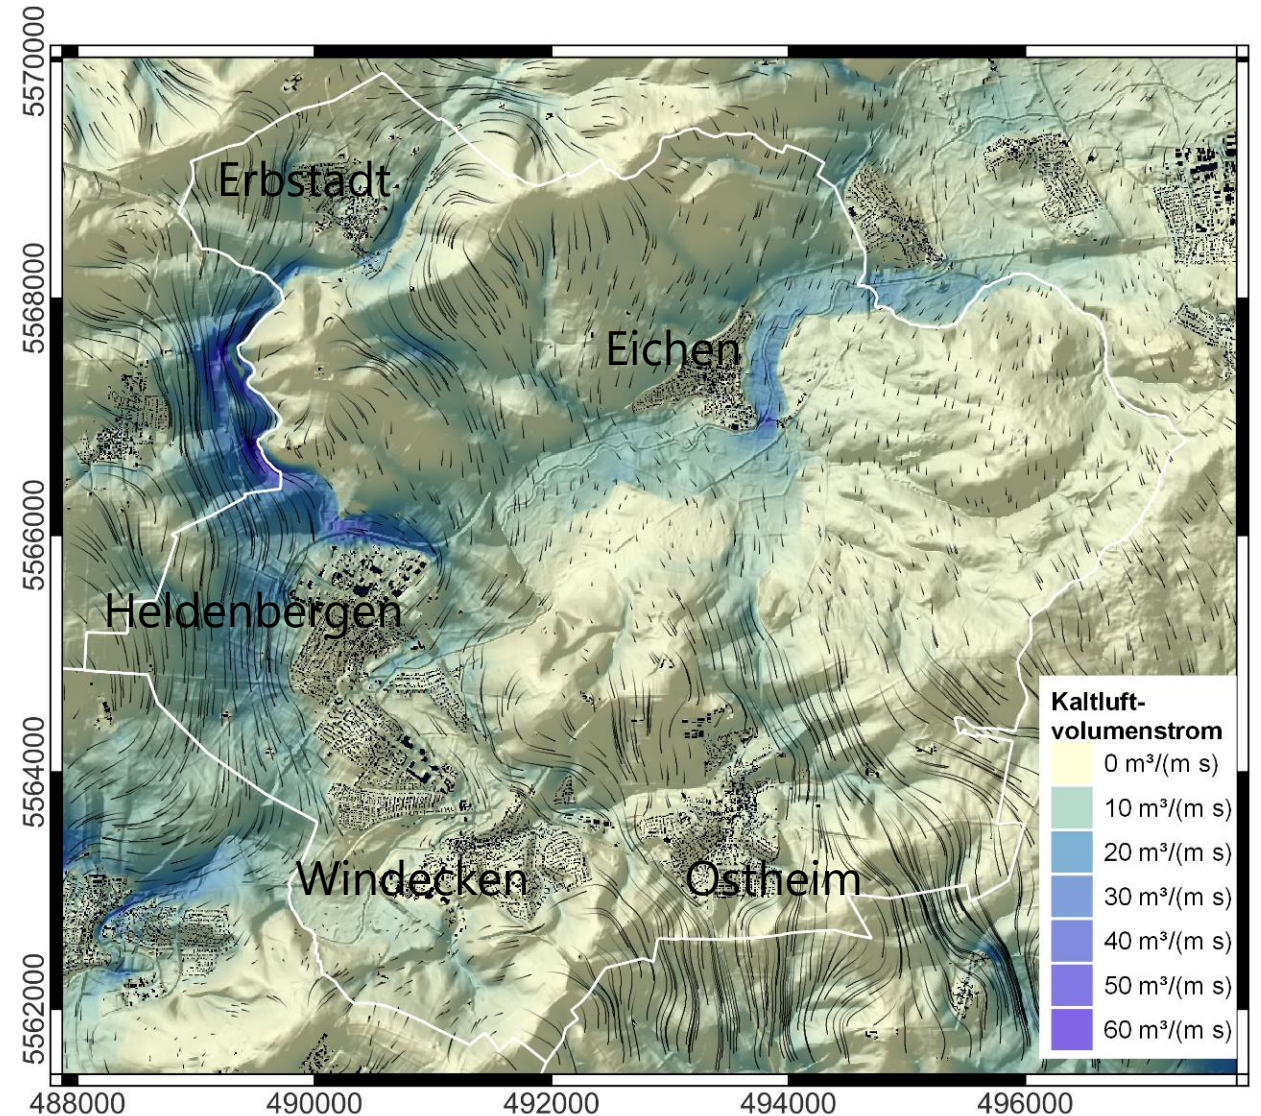 5570000
5568000
5566000
5564000
5562000
Erbstadt
Eichen
Heldenbergen
Windecken
Ostheim
Kaltluft-
volumenstrom
0 m³/(m s)
10 m³/(m s)
20 m³/(m s)
30 m³/(m s)
40 m³/(m s)
50 m³/(m s)
60 m³/(m s)
488000 490000 492000 494000 496000